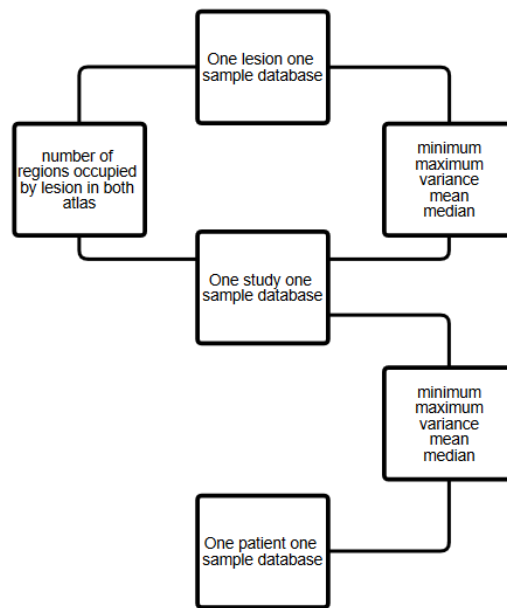 One lesion one
sample database
number of
regions occupied
by lesion in both
atlas
minimum
maximum
variance
mean
median
One study one
sample database
minimum
maximum
variance
mean
median
One patient one
sample database